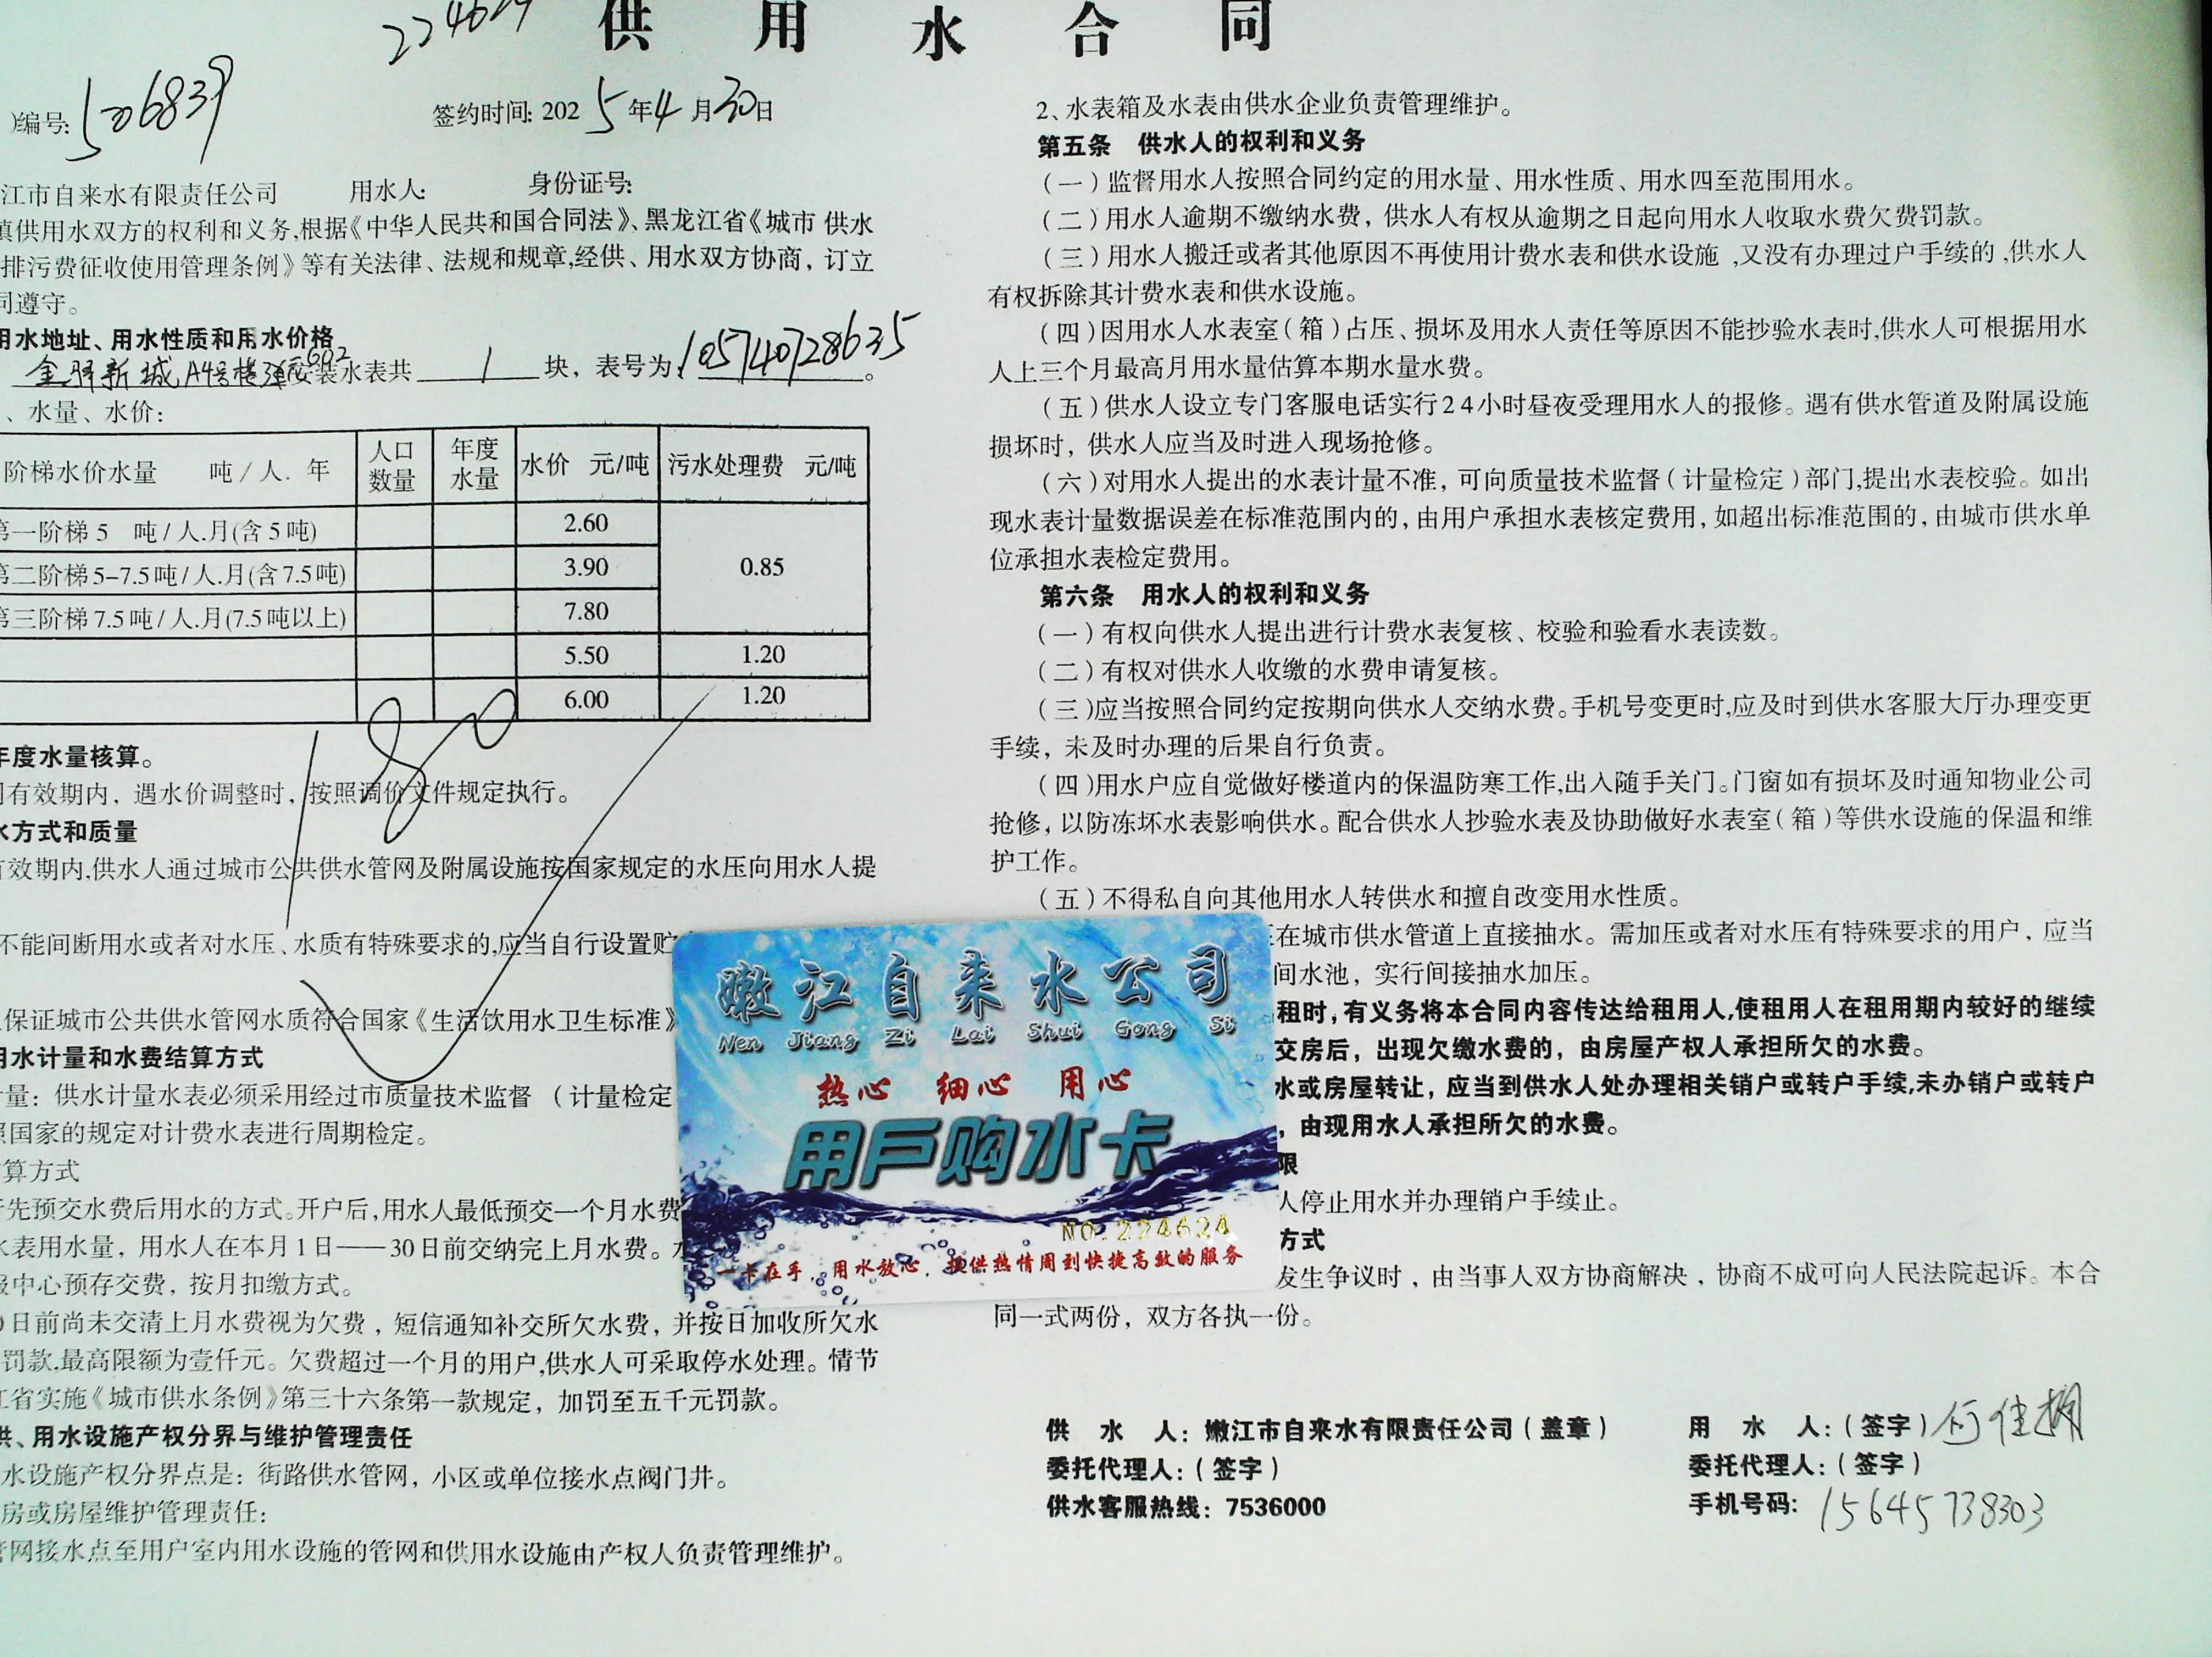 224624
供用水合同
)编号: 506839
签约时间: 2025年4月30日
江市自来水有限责任公司 用水人: 身份证号:
供用水双方的权利和义务,根据《中华人民共和国合同法》、黑龙江省《城市 供水
排污费征收使用管理条例》等有关法律、法规和规章,经供、用水双方协商，订立
同遵守。
用水地址、用水性质和用水价格
金驿新城A4号楼3单602安装水表共 1 块，表号为: 105740728635。
、水量、水价:
阶梯水价水量 吨/人. 年 人口数量 年度水量 水价 元/吨 污水处理费 元/吨
第一阶梯 5 吨/人.月(含5吨) 2.60 0.85
第二阶梯 5-7.5吨/人.月(含7.5吨) 3.90
第三阶梯 7.5吨/人.月(7.5吨以上) 7.80
5.50 1.20
6.00 1.20
180
年度水量核算。
有效期内，遇水价调整时，按照调价文件规定执行。
水方式和质量
有效期内,供水人通过城市公共供水管网及附属设施按国家规定的水压向用水人提
不能间断用水或者对水压、水质有特殊要求的,应当自行设置贮
保证城市公共供水管网水质符合国家《生活饮用水卫生标准》
用水计量和水费结算方式
量：供水计量水表必须采用经过市质量技术监督（计量检定
照国家的规定对计费水表进行周期检定。
算方式
先预交水费后用水的方式。开户后,用水人最低预交一个月水费
水表用水量，用水人在本月1日——30日前交纳完上月水费。
服中心预存交费，按月扣缴方式。
日前尚未交清上月水费视为欠费，短信通知补交所欠水费，并按日加收所欠水
罚款,最高限额为壹仟元。欠费超过一个月的用户,供水人可采取停水处理。情节
江省实施《城市供水条例》第三十六条第一款规定，加罚至五千元罚款。
供、用水设施产权分界与维护管理责任
水设施产权分界点是：街路供水管网，小区或单位接水点阀门井。
房或房屋维护管理责任:
管网接水点至用户室内用水设施的管网和供用水设施由产权人负责管理维护。
2、水表箱及水表由供水企业负责管理维护。
第五条 供水人的权利和义务
(一)监督用水人按照合同约定的用水量、用水性质、用水四至范围用水。
(二)用水人逾期不缴纳水费，供水人有权从逾期之日起向用水人收取水费欠费罚款。
(三)用水人搬迁或者其他原因不再使用计费水表和供水设施 ,又没有办理过户手续的 ,供水人
有权拆除其计费水表和供水设施。
(四)因用水人水表室(箱)占压、损坏及用水人责任等原因不能抄验水表时,供水人可根据用水
人上三个月最高月用水量估算本期水量水费。
(五)供水人设立专门客服电话实行24小时昼夜受理用水人的报修。遇有供水管道及附属设施
损坏时，供水人应当及时进入现场抢修。
(六)对用水人提出的水表计量不准，可向质量技术监督(计量检定)部门,提出水表校验。如出
现水表计量数据误差在标准范围内的，由用户承担水表核定费用，如超出标准范围的，由城市供水单
位承担水表检定费用。
第六条 用水人的权利和义务
(一)有权向供水人提出进行计费水表复核、校验和验看水表读数。
(二)有权对供水人收缴的水费申请复核。
(三)应当按照合同约定按期向供水人交纳水费。手机号变更时,应及时到供水客服大厅办理变更
手续，未及时办理的后果自行负责。
(四)用水户应自觉做好楼道内的保温防寒工作,出入随手关门。门窗如有损坏及时通知物业公司
抢修，以防冻坏水表影响供水。配合供水人抄验水表及协助做好水表室(箱)等供水设施的保温和维
护工作。
(五)不得私自向其他用水人转供水和擅自改变用水性质。
在城市供水管道上直接抽水。需加压或者对水压有特殊要求的用户，应当
间水池，实行间接抽水加压。
租时，有义务将本合同内容传达给租用人,使租用人在租用期内较好的继续
交房后，出现欠缴水费的，由房屋产权人承担所欠的水费。
水或房屋转让，应当到供水人处办理相关销户或转户手续,未办销户或转户
，由现用水人承担所欠的水费。
限
人停止用水并办理销户手续止。
方式
发生争议时，由当事人双方协商解决，协商不成可向人民法院起诉。本合
同一式两份，双方各执一份。
嫩江自来水公司
Nen Jiang Zi Lai Shui Gong Si
热心 细心 用心
用户购水卡
NO.224624
一卡在手，用水放心，提供热情周到快捷高效的服务
供 水 人：嫩江市自来水有限责任公司(盖章)
委托代理人:(签字)
供水客服热线：7536000
用 水 人:(签字)
委托代理人:(签字)
手机号码: 15645738303